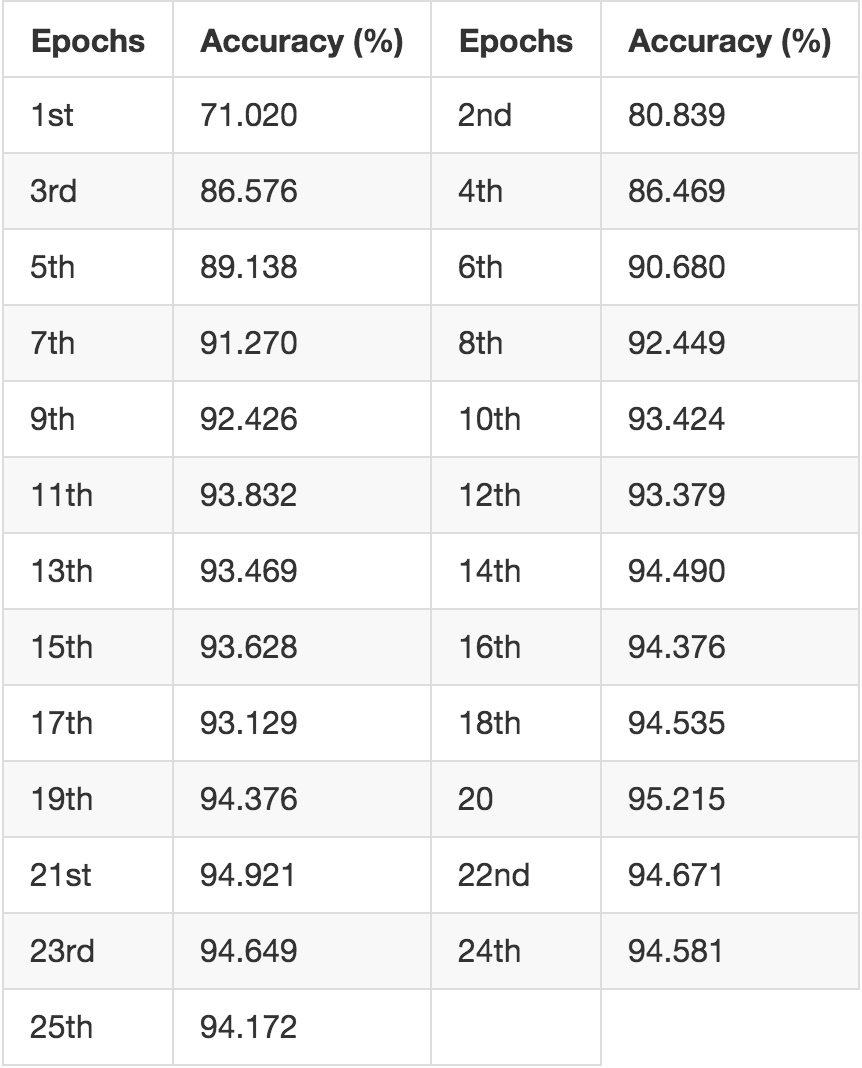 Epochs Accuracy (%) Epochs Accuracy (%)
1st 71.020 2nd 80.839
3rd 86.576 4th 86.469
5th 89.138 6th 90.680
7th 91.270 8th 92.449
9th 92.426 10th 93.424
11th 93.832 12th 93.379
13th 93.469 14th 94.490
15th 93.628 16th 94.376
17th 93.129 18th 94.535
19th 94.376 20 95.215
21st 94.921 22nd 94.671
23rd 94.649 24th 94.581
25th 94.172